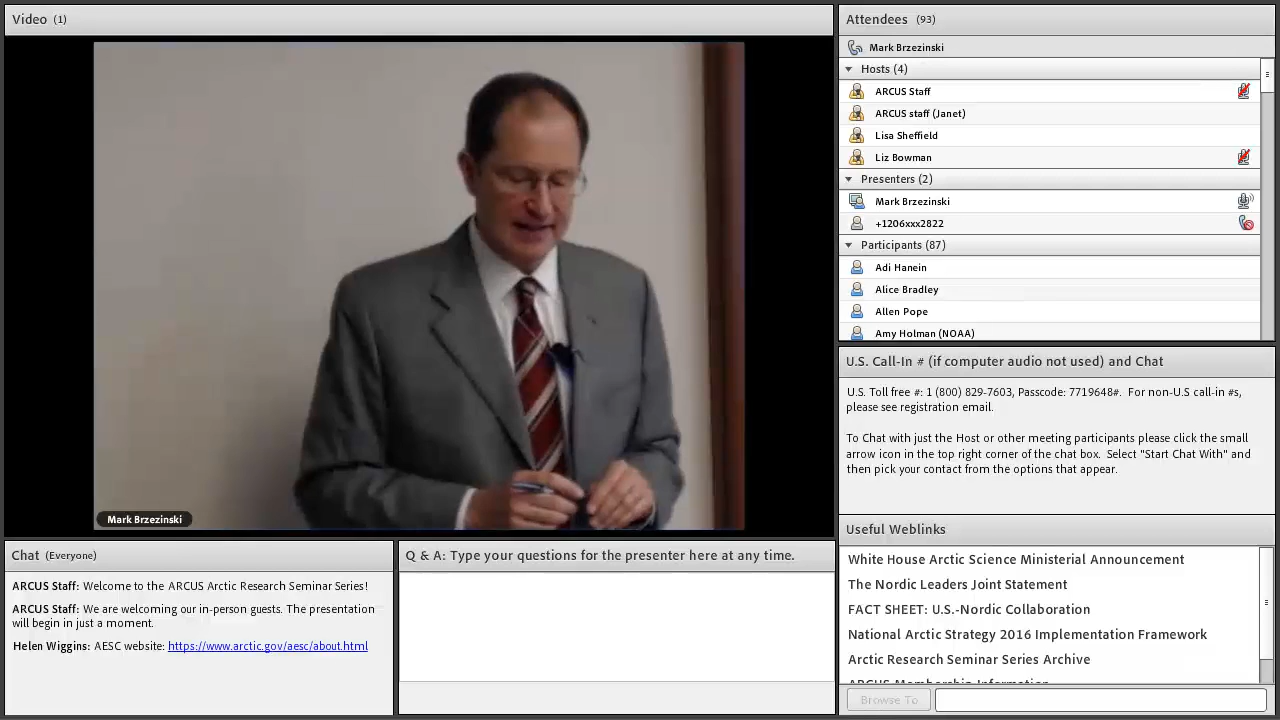 Video (1)
Mark Brzezinski
Attendees (93)
Mark Brzezinski
Hosts (4)
ARCUS Staff
ARCUS staff (Janet)
Lisa Sheffield
Liz Bowman
Presenters (2)
Mark Brzezinski
+1206xxx2822
Participants (87)
Adi Hanein
Alice Bradley
Allen Pope
Amy Holman (NOAA)
U.S. Call-In # (if computer audio not used) and Chat
U.S. Toll free #: 1 (800) 829-7603, Passcode: 7719648#. For non-U.S call-in #s,
please see registration email.
To Chat with just the Host or other meeting participants please click the small
arrow icon in the top right corner of the chat box. Select "Start Chat With" and
then pick your contact from the options that appear.
Chat (Everyone)
ARCUS Staff: Welcome to the ARCUS Arctic Research Seminar Series!
ARCUS Staff: We are welcoming our in-person guests. The presentation
will begin in just a moment.
Helen Wiggins: AESC website: https://www.arctic.gov/aesc/about.html
Q & A: Type your questions for the presenter here at any time.
Useful Weblinks
White House Arctic Science Ministerial Announcement
The Nordic Leaders Joint Statement
FACT SHEET: U.S.-Nordic Collaboration
National Arctic Strategy 2016 Implementation Framework
Arctic Research Seminar Series Archive
ARCUS Membership Information
Browse To